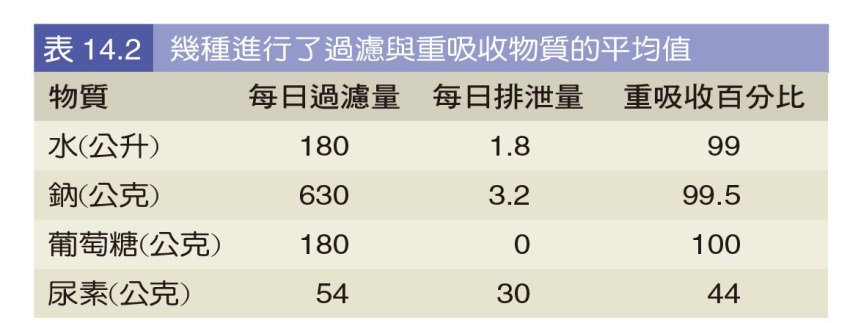 表 14.2 幾種進行了過濾與重吸收物質的平均值
物質 每日過濾量 每日排泄量 重吸收百分比
水(公升) 180 1.8 99
鈉(公克) 630 3.2 99.5
葡萄糖(公克) 180 0 100
尿素(公克) 54 30 44